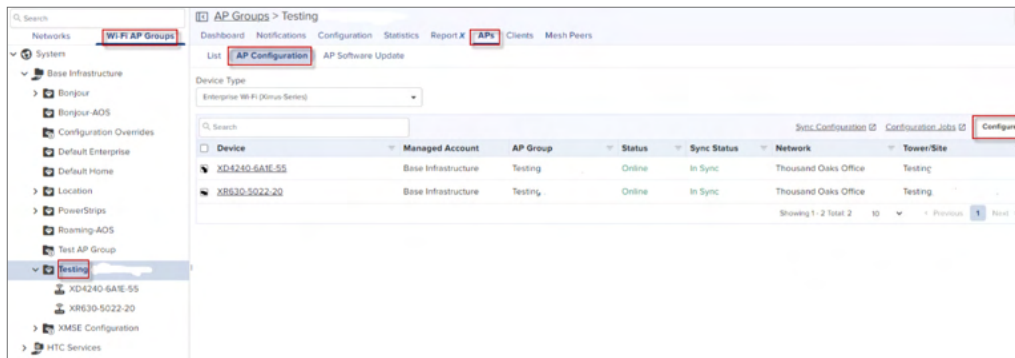 Search
Networks Wi-Fi AP Groups
System
Base Infrastructure
Bonjour
Bonjour-AOS
Configuration Overrides
Default Enterprise
Default Home
Location
PowerStrips
Roaming-AOS
Test AP Group
Testing
XD4240-6A1E-55
XR630-5022-20
XMSE Configuration
HTC Services
AP Groups > Testing
Dashboard Notifications Configuration Statistics Report X APs Clients Mesh Peers
List AP Configuration AP Software Update
Device Type
Enterprise Wi-Fi (Xirrus-Series)
Search Sync Configuration Configuration Jobs Configure
Device Managed Account AP Group Status Sync Status Network Tower/Site
XD4240-6A1E-55 Base Infrastructure Testing Online In Sync Thousand Oaks Office Testing
XR630-5022-20 Base Infrastructure Testing Online In Sync Thousand Oaks Office Testing
Showing 1 - 2 Total: 2 10 < Previous 1 Next